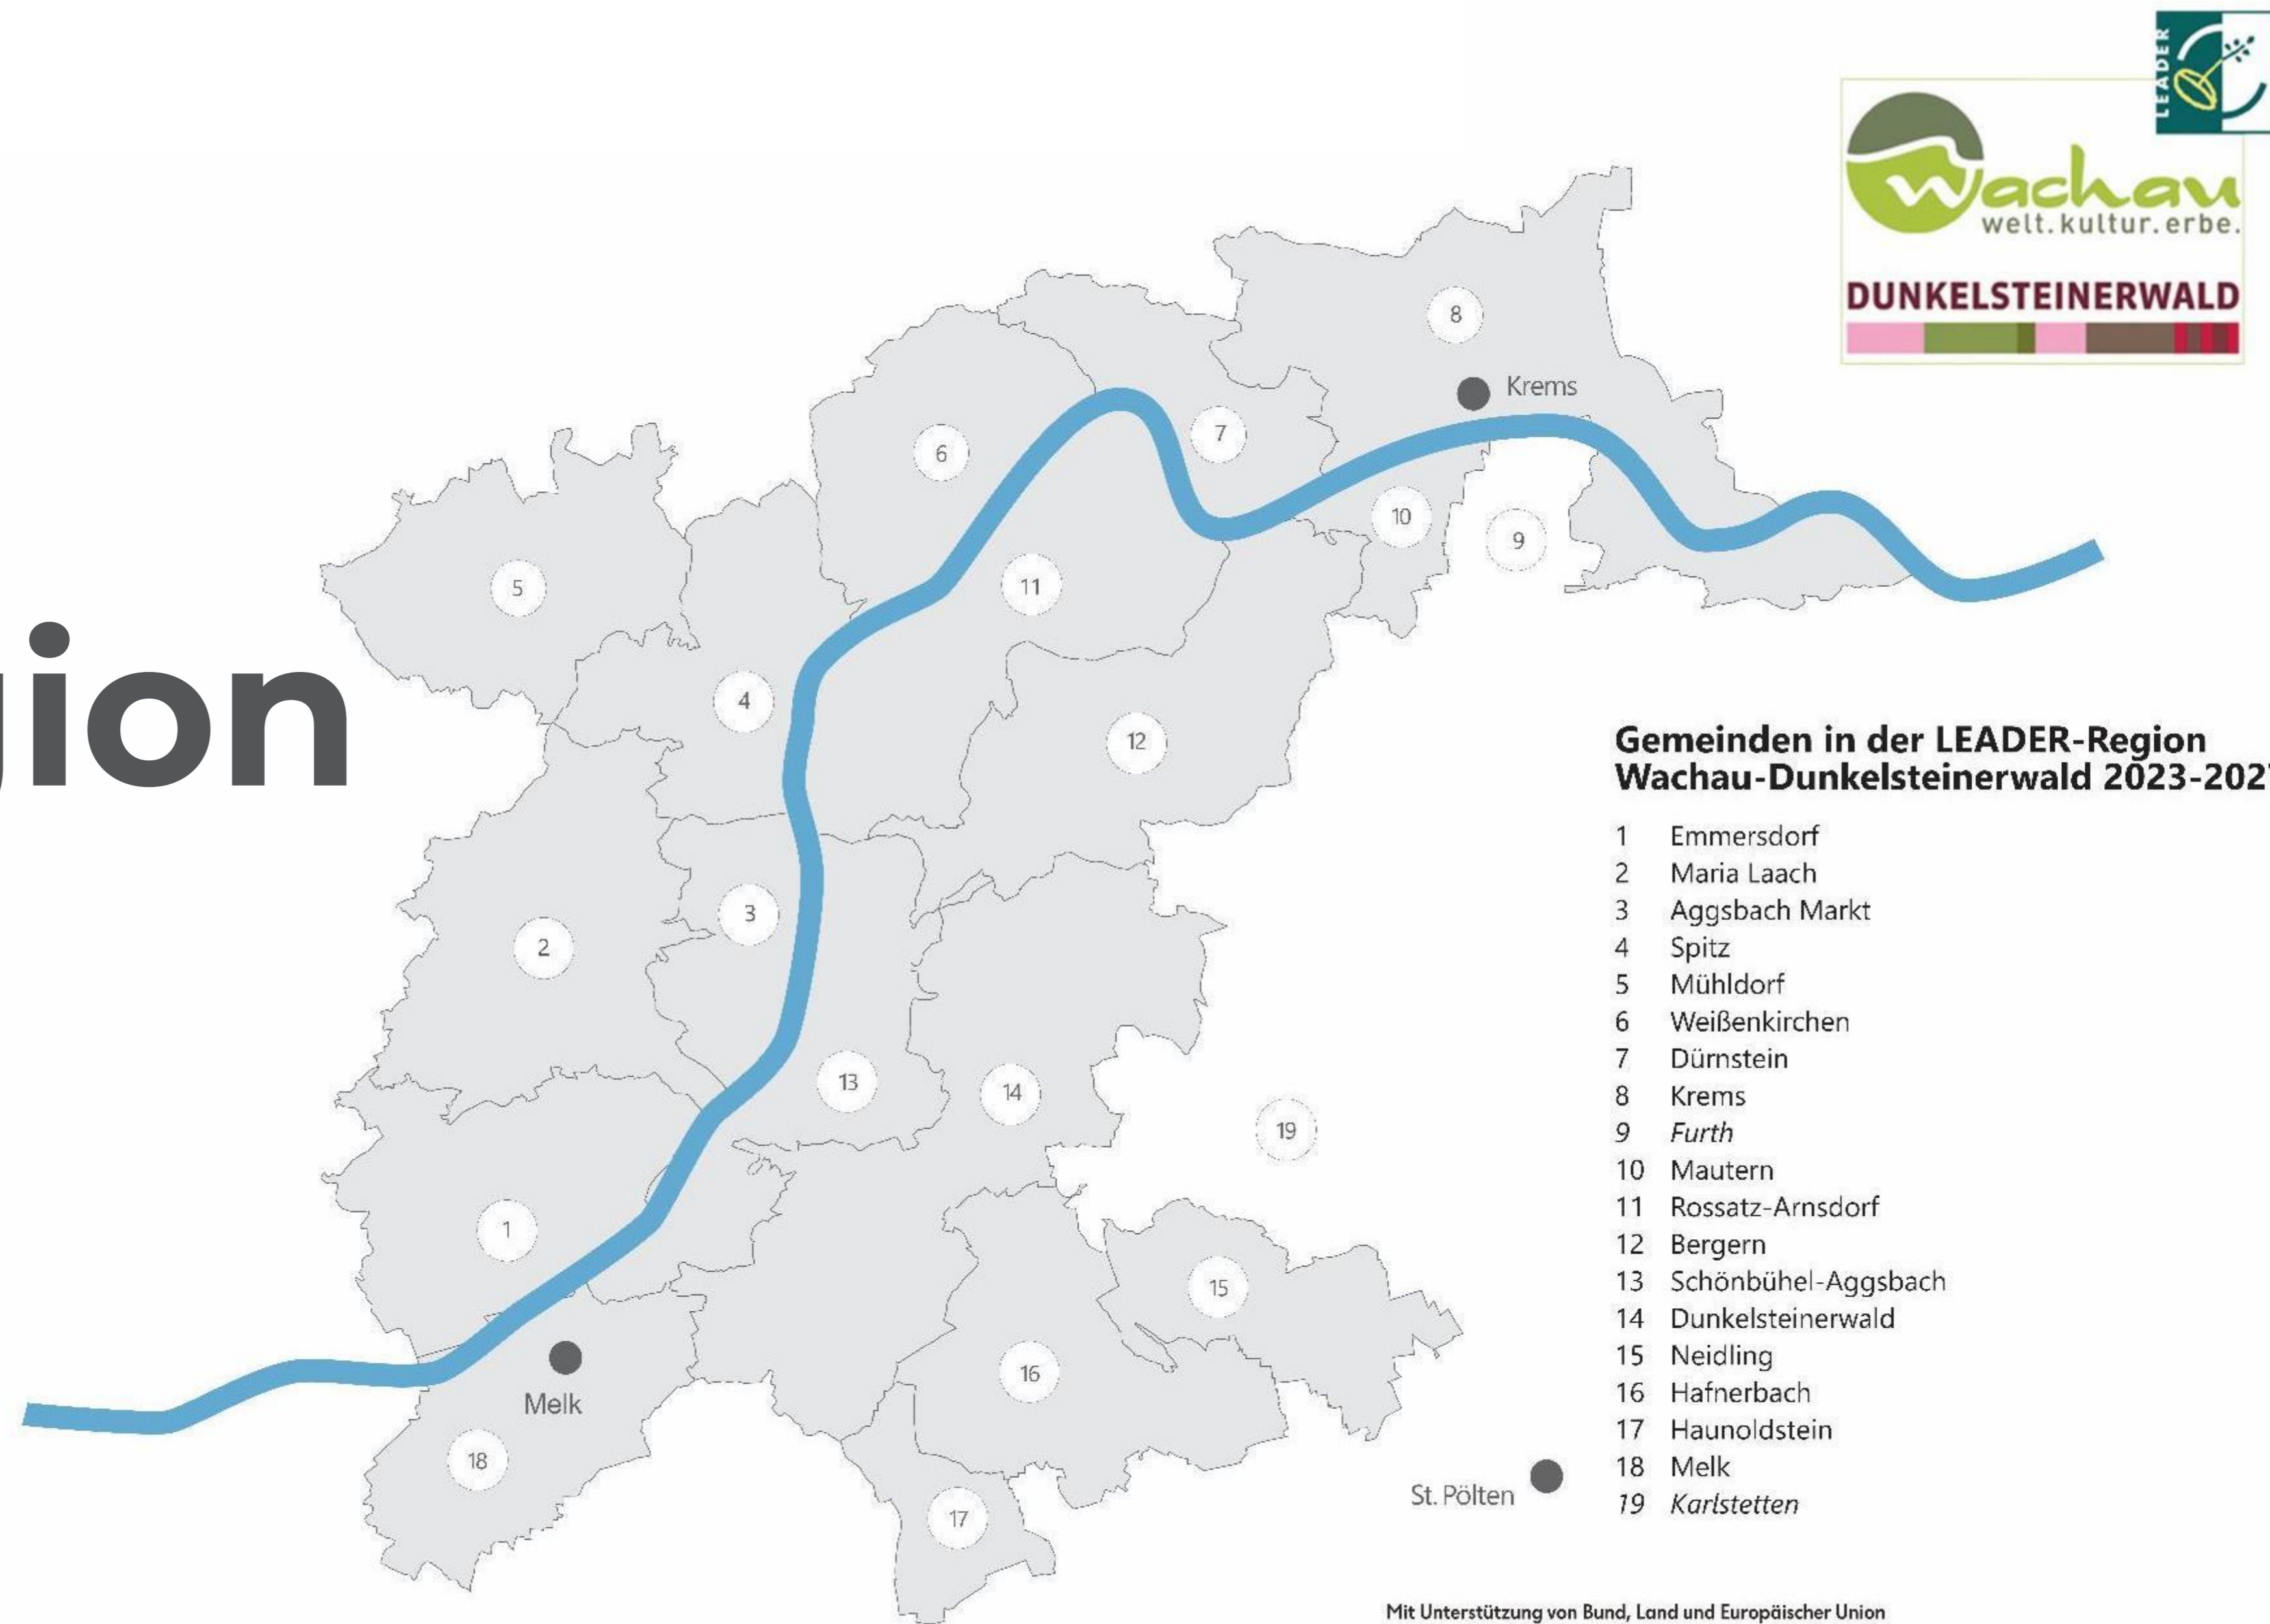 LEADER
Wachau
welt.kultur.erbe.
DUNKELSTEINERWALD
8
Krems
7
6
10
9
5
11
gion
4
12
3
2
13
14
19
1
15
16
Melk
18
17
St. Pölten
Gemeinden in der LEADER-Region
Wachau-Dunkelsteinerwald 2023-202
1 Emmersdorf
2 Maria Laach
3 Aggsbach Markt
4 Spitz
5 Mühldorf
6 Weißenkirchen
7 Dürnstein
8 Krems
9 Furth
10 Mautern
11 Rossatz-Arnsdorf
12 Bergern
13 Schönbühel-Aggsbach
14 Dunkelsteinerwald
15 Neidling
16 Hafnerbach
17 Haunoldstein
18 Melk
19 Karlstetten
Mit Unterstützung von Bund, Land und Europäischer Union